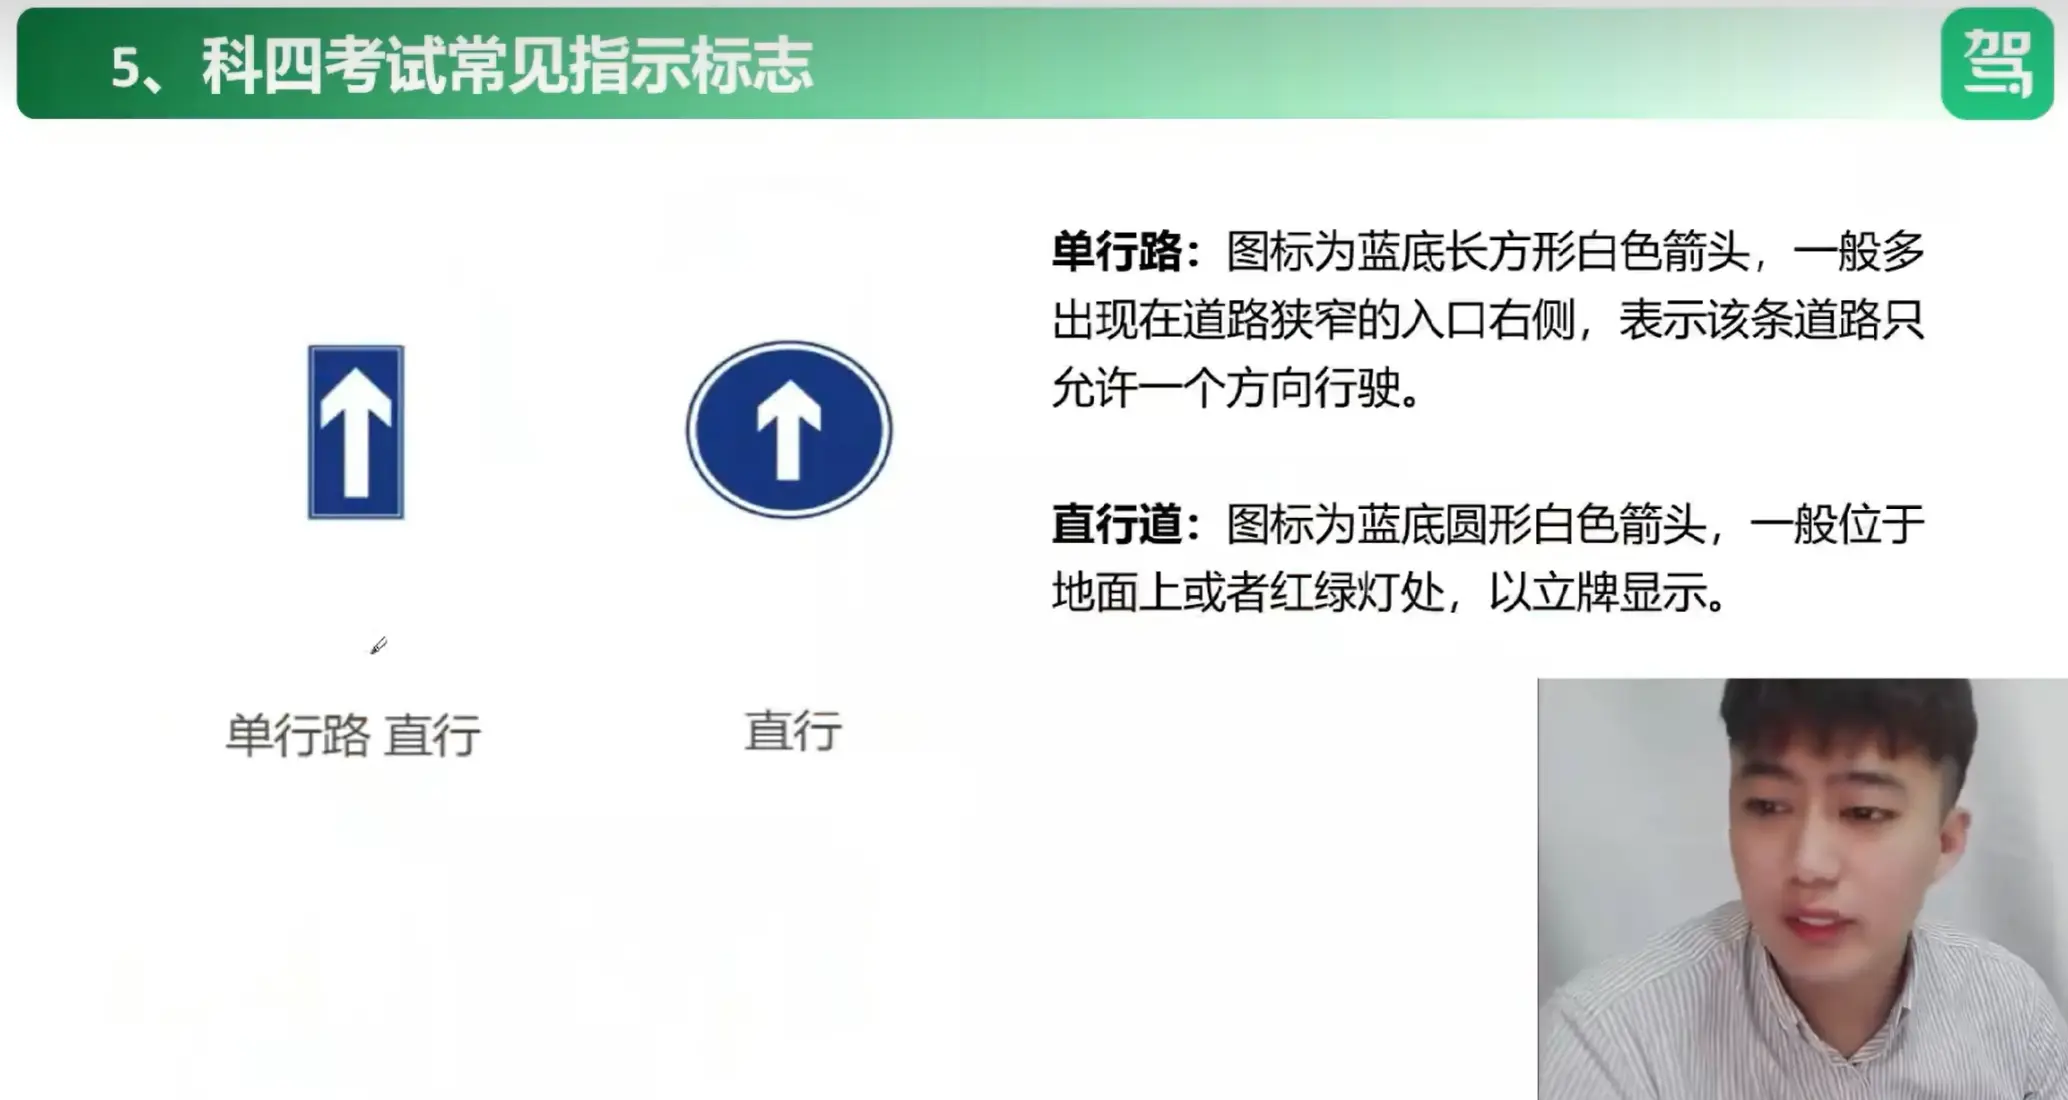 5、科四考试常见指示标志
驾
单行路：图标为蓝底长方形白色箭头，一般多
出现在道路狭窄的入口右侧，表示该条道路只
允许一个方向行驶。
直行道：图标为蓝底圆形白色箭头，一般位于
地面上或者红绿灯处，以立牌显示。
单行路 直行
直行